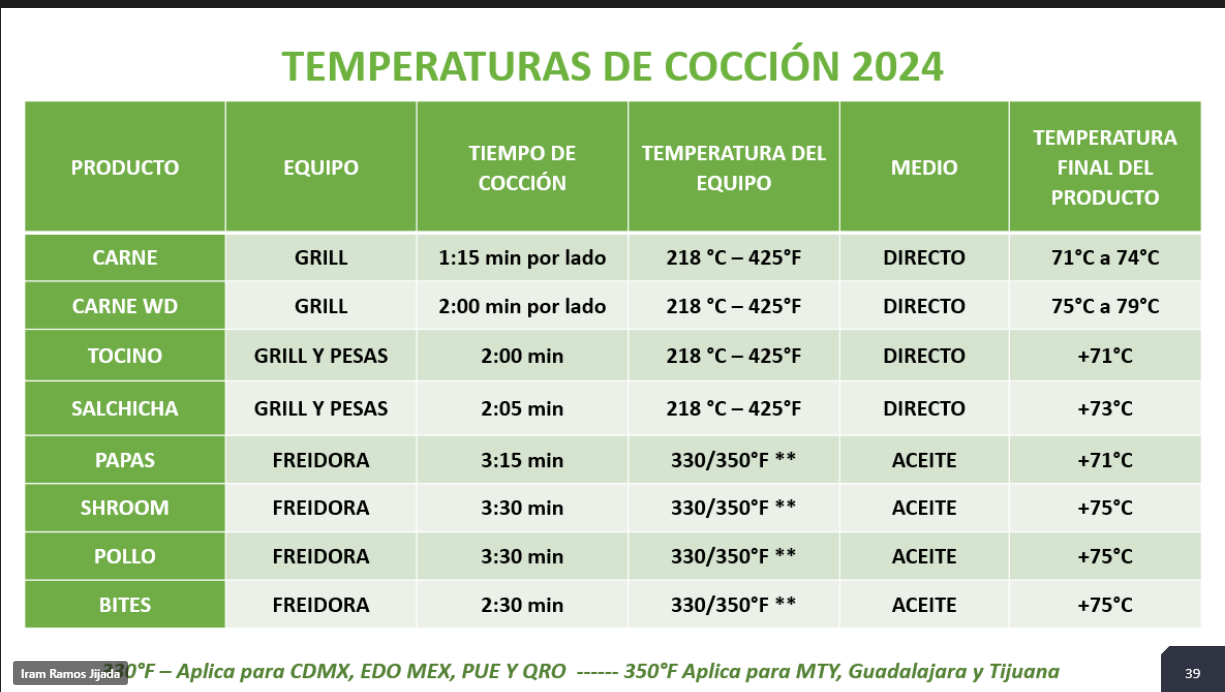 TEMPERATURAS DE COCCIÓN 2024
PRODUCTO EQUIPO TIEMPO DE COCCIÓN TEMPERATURA DEL EQUIPO MEDIO TEMPERATURA FINAL DEL PRODUCTO
CARNE GRILL 1:15 min por lado 218 °C – 425°F DIRECTO 71°C a 74°C
CARNE WD GRILL 2:00 min por lado 218 °C – 425°F DIRECTO 75°C a 79°C
TOCINO GRILL Y PESAS 2:00 min 218 °C – 425°F DIRECTO +71°C
SALCHICHA GRILL Y PESAS 2:05 min 218 °C – 425°F DIRECTO +73°C
PAPAS FREIDORA 3:15 min 330/350°F ** ACEITE +71°C
SHROOM FREIDORA 3:30 min 330/350°F ** ACEITE +75°C
POLLO FREIDORA 3:30 min 330/350°F ** ACEITE +75°C
BITES FREIDORA 2:30 min 330/350°F ** ACEITE +75°C
330°F – Aplica para CDMX, EDO MEX, PUE Y QRO ------ 350°F Aplica para MTY, Guadalajara y Tijuana
Iram Ramos Jijada
39